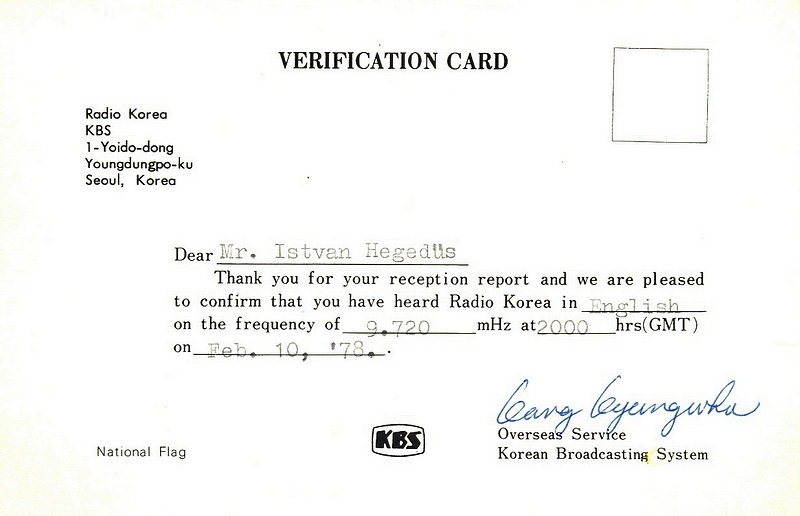 VERIFICATION CARD
Radio Korea
KBS
1-Yoido-dong
Youngdungpo-ku
Seoul, Korea
Dear Mr. Istvan Hegedüs
Thank you for your reception report and we are pleased
to confirm that you have heard Radio Korea in English
on the frequency of 9.720 mHz at 2000 hrs(GMT)
on Feb. 10, '78. .
Overseas Service
Korean Broadcasting System
National Flag
KBS